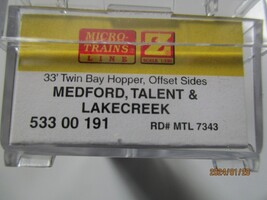 MICRO-
TRAINS
LINE
Z
33' Twin Bay Hopper, Offset Sides
MEDFORD, TALENT &
LAKECREEK
533 00 191 RD# MTL 7343